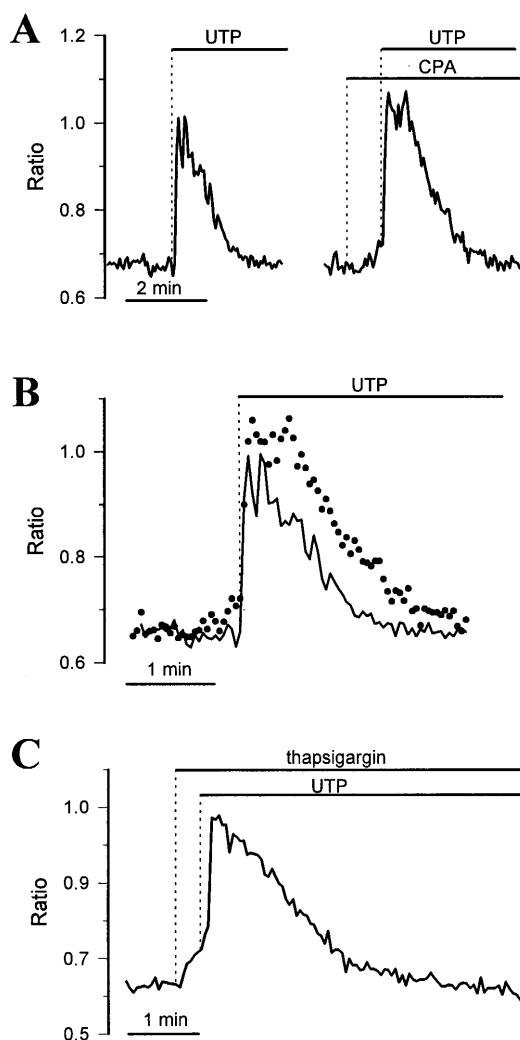 A
UTP
UTP
CPA
1.2
1.0
0.8
0.6
Ratio
2 min
B
UTP
1.0
0.8
0.6
Ratio
1 min
C
thapsigargin
UTP
1.0
0.9
0.7
0.5
Ratio
1 min